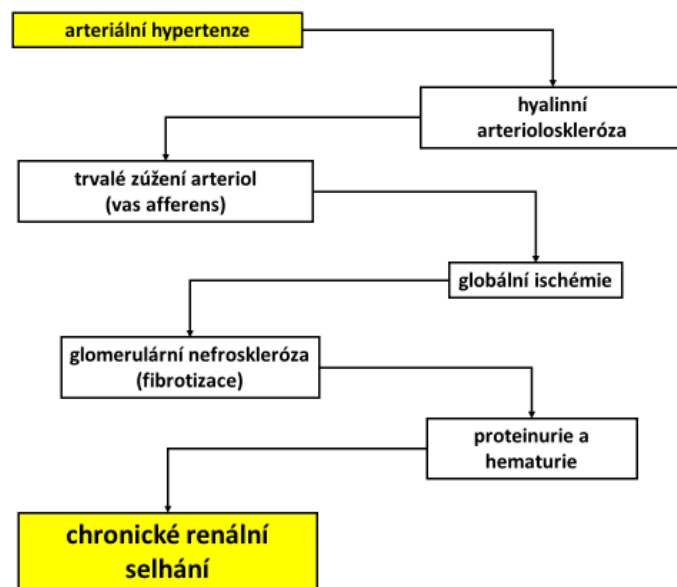 arteriální hypertenze
hyalinní
arterioloskleróza
trvalé zúžení arteriol
(vas afferens)
globální ischémie
glomerulární nefroskleróza
(fibrotizace)
proteinurie a
hematurie
chronické renální
selhání